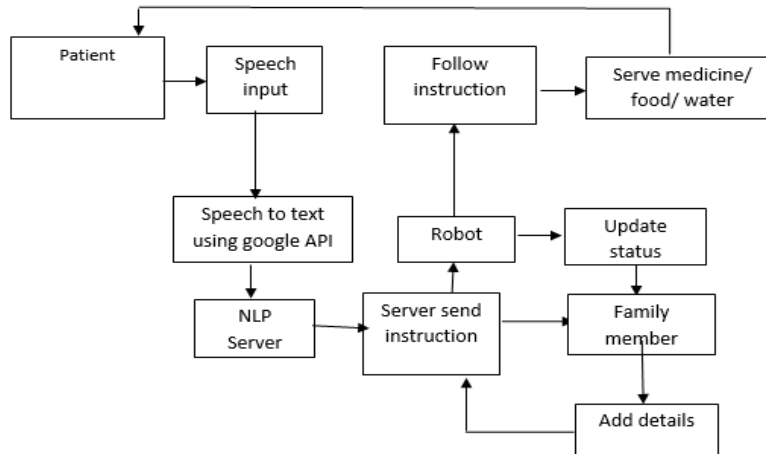 Patient
Speech
input
Follow
instruction
Serve medicine/
food/ water
Speech to text
using google API
Robot
Update
status
NLP
Server
Server send
instruction
Family
member
Add details